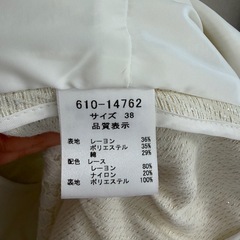 610-14762
サイズ 38
品質表示
表地 レーヨン 36%
ポリエステル 35%
綿 29%
配色 レース
レーヨン 80%
ナイロン 20%
裏地 ポリエステル 100%